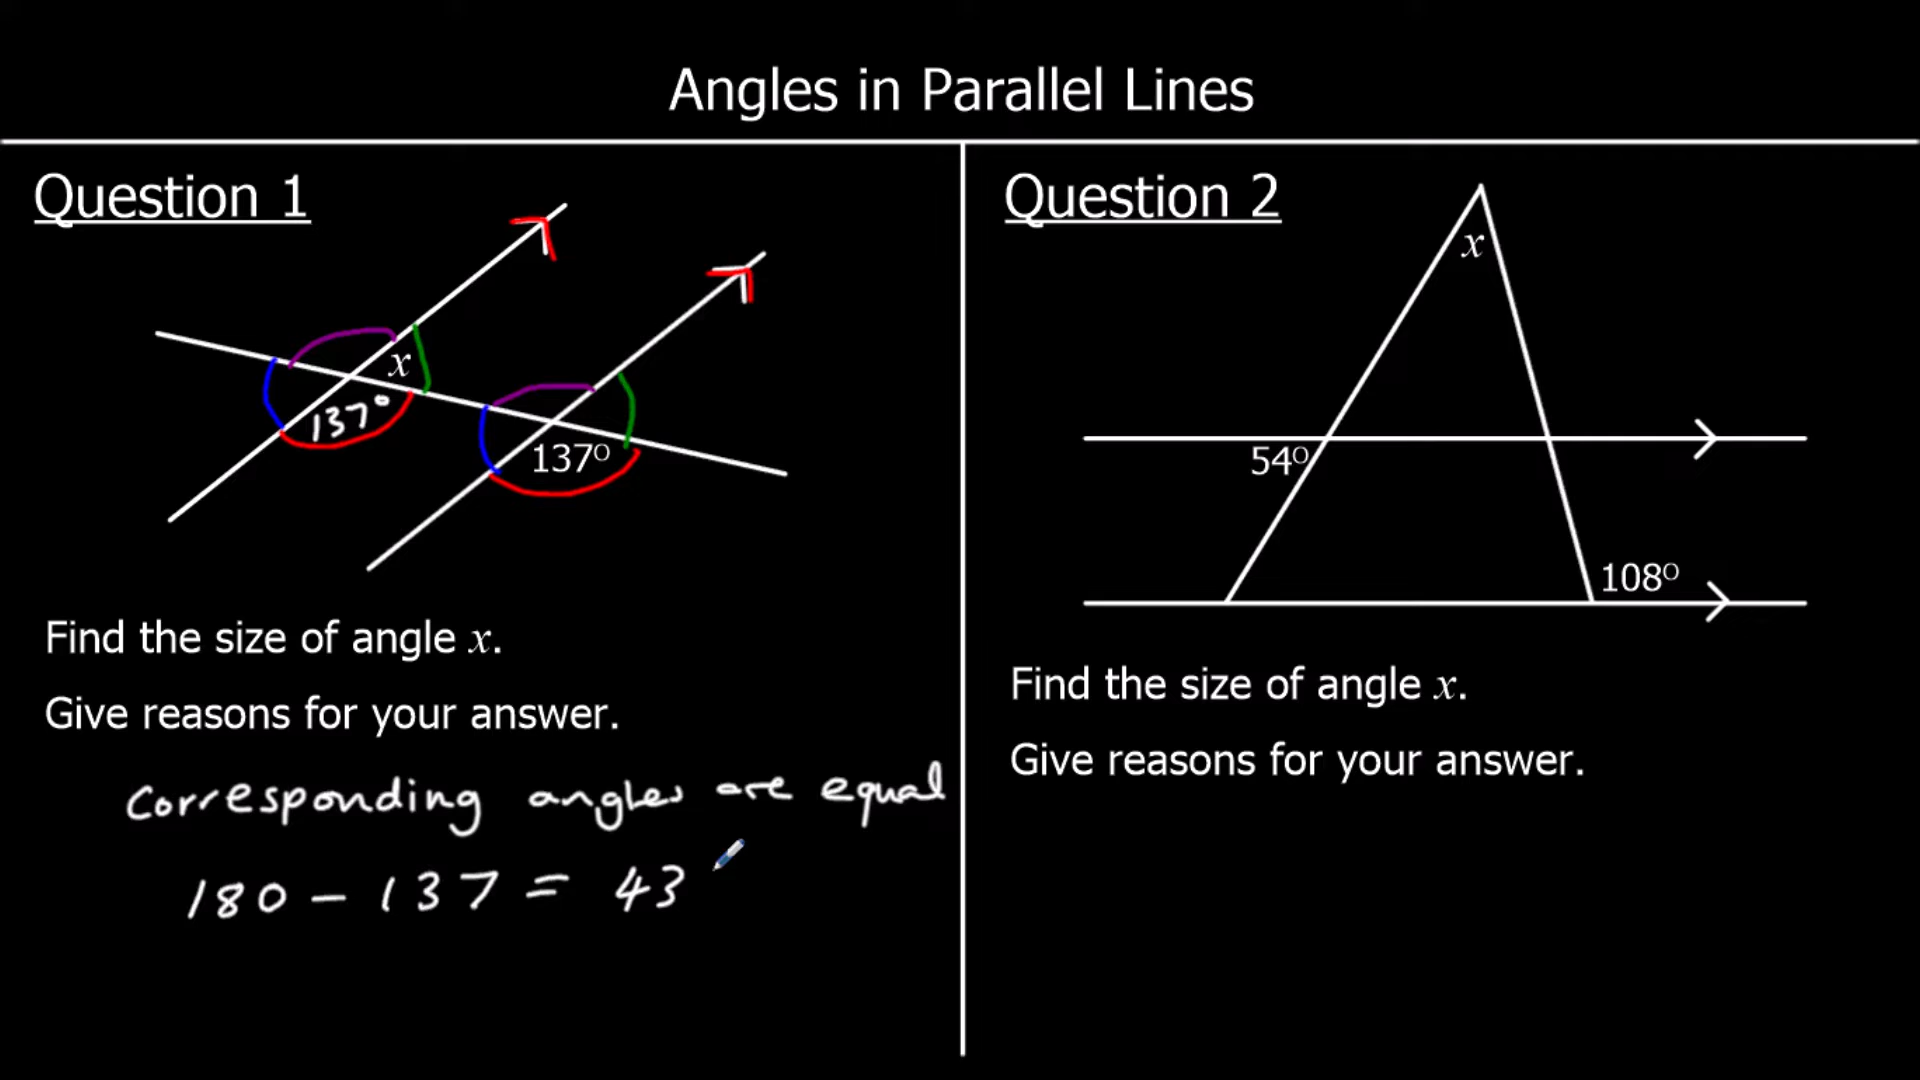 Angles in Parallel Lines
Question 1
x
137°
137°
Find the size of angle x.
Give reasons for your answer.
corresponding angles are equal
180 - 137 = 43
Question 2
x
54°
108°
Find the size of angle x.
Give reasons for your answer.